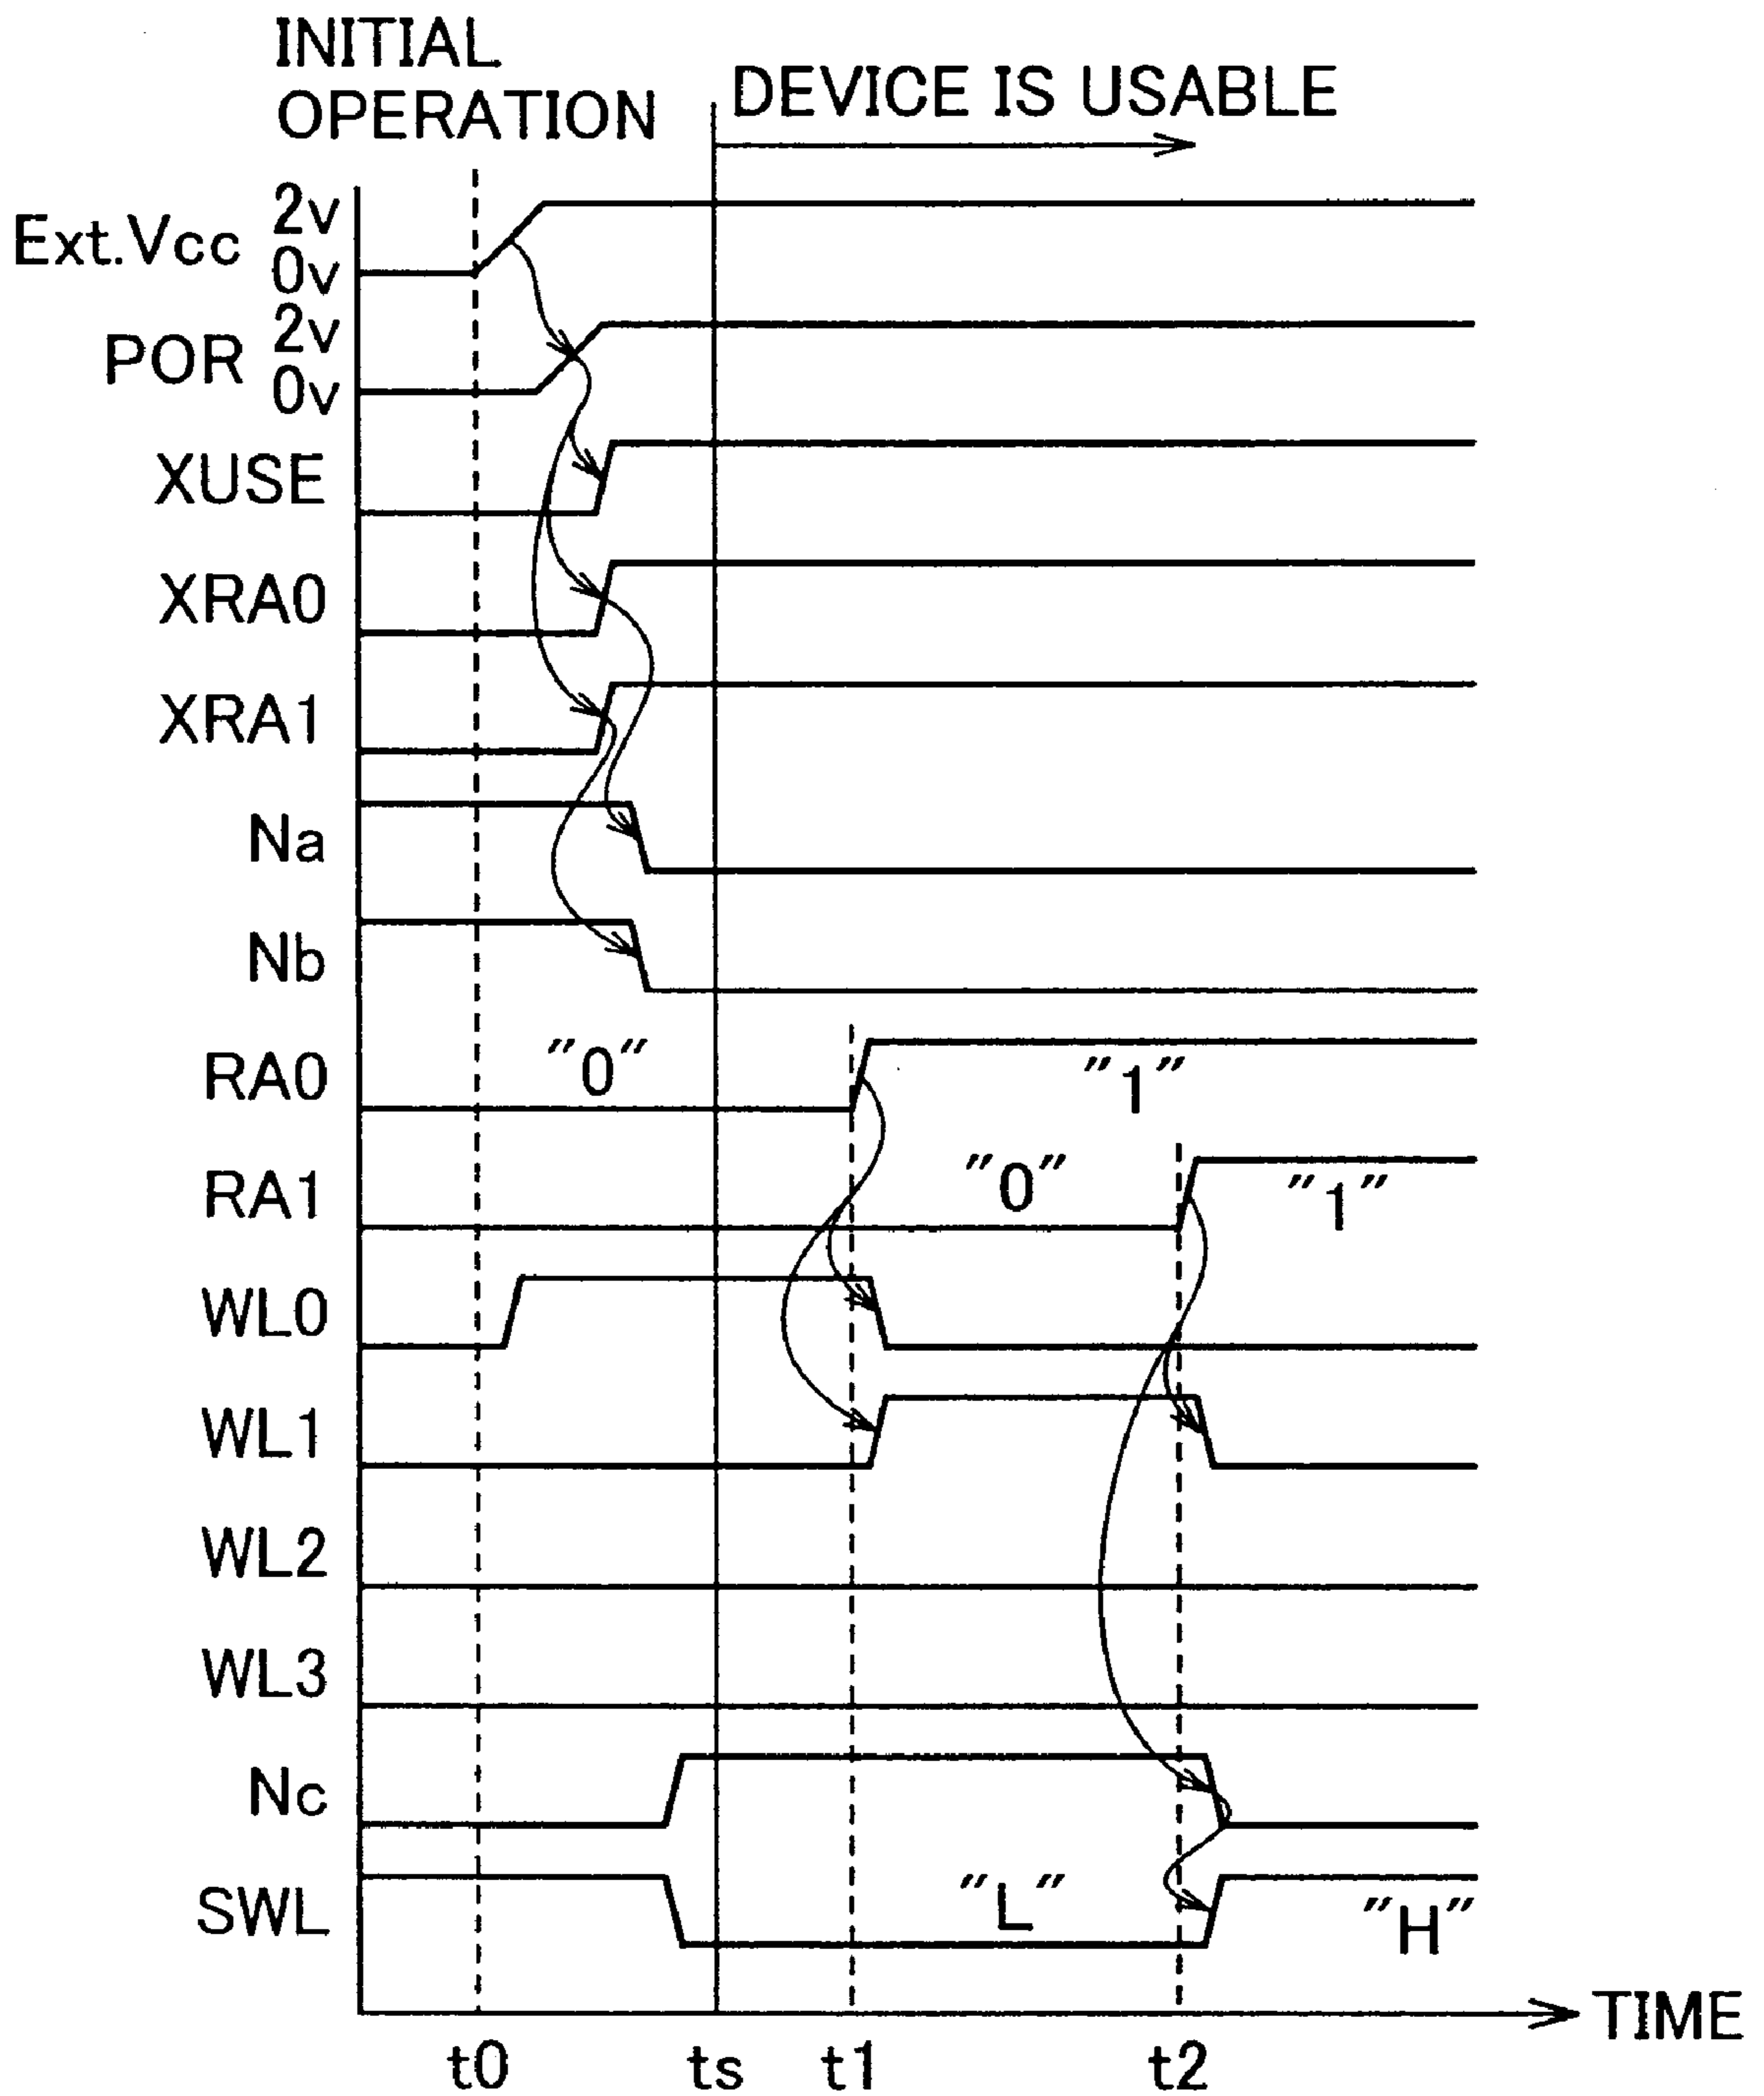 INITIAL
OPERATION
DEVICE IS USABLE
Ext.Vcc 2v
0v
POR 2v
0v
XUSE
XRA0
XRA1
Na
Nb
RA0 "0" "1"
RA1 "0" "1"
WL0
WL1
WL2
WL3
Nc
SWL "L" "H"
TIME
t0 ts t1 t2